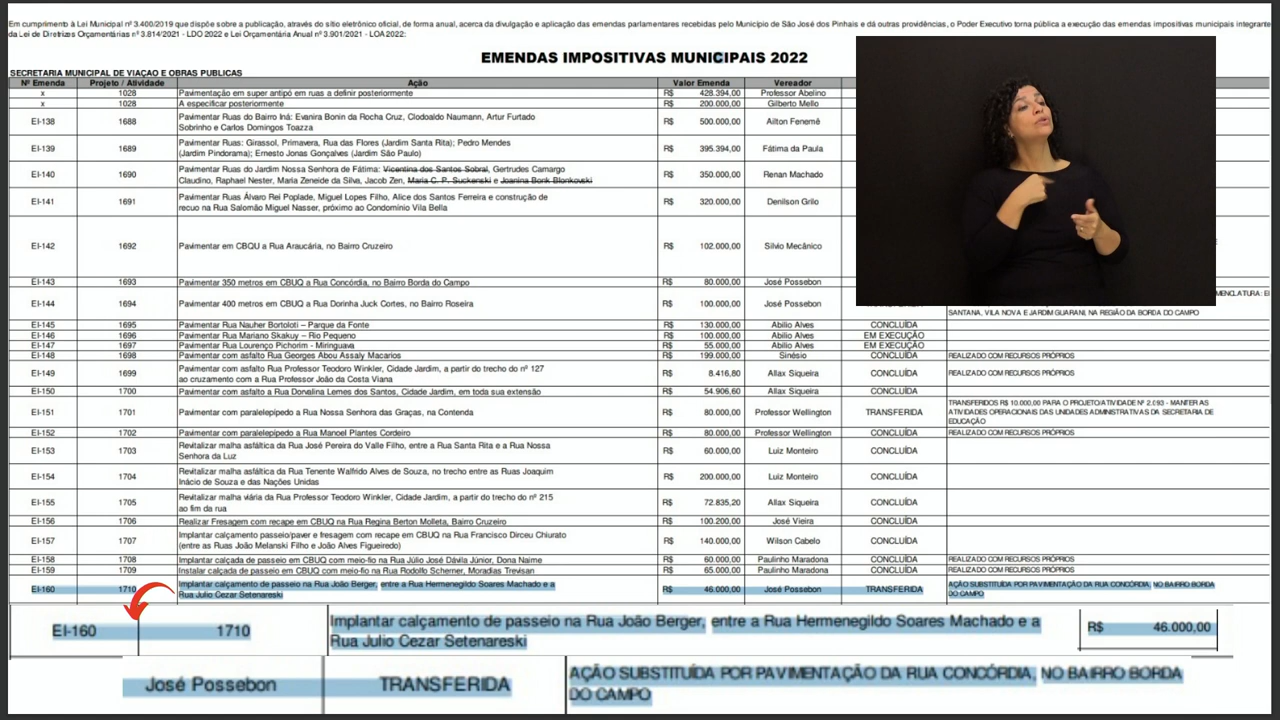 Em cumprimento à Lei Municipal nº 3.400/2019 que dispõe sobre a publicação, através do sítio eletrônico oficial, de forma anual, acerca da divulgação e aplicação das emendas parlamentares recebidas pelo Município de São José dos Pinhais e dá outras providências, o Poder Executivo torna pública a execução das emendas impositivas municipais integrante
da Lei de Diretrizes Orçamentárias nº 3.814/2021 - LDO 2022 e Lei Orçamentária Anual nº 3.901/2021 - LOA 2022:
EMENDAS IMPOSITIVAS MUNICIPAIS 2022
SECRETARIA MUNICIPAL DE VIAÇAO E OBRAS PUBLICAS
Nº Emenda Projeto / Atividade Ação Valor Emenda Vereador
x 1028 Pavimentação em super antipó em ruas a definir posteriormente R$ 428.394,00 Professor Abelino
x 1028 A especificar posteriormente R$ 200.000,00 Gilberto Mello
EI-138 1688 Pavimentar Ruas do Bairro Iná: Evanira Bonin da Rocha Cruz, Clodoaldo Naumann, Artur Furtado
Sobrinho e Carlos Domingos Toazza R$ 500.000,00 Ailton Fenemê
EI-139 1689 Pavimentar Ruas: Girassol, Primavera, Rua das Flores (Jardim Santa Rita); Pedro Mendes
(Jardim Pindorama); Ernesto Jonas Gonçalves (Jardim São Paulo) R$ 395.394,00 Fátima da Paula
EI-140 1690 Pavimentar Ruas do Jardim Nossa Senhora de Fátima: Vicentina dos Santos Sobral, Gertrudes Camargo
Claudino, Raphael Nester, Maria Zeneide da Silva, Jacob Zen, Maria C. P. Suckenski e Joanina Bonk Blonkovski R$ 350.000,00 Renan Machado
EI-141 1691 Pavimentar Ruas Álvaro Rei Poplade, Miguel Lopes Filho, Alice dos Santos Ferreira e construção de
recuo na Rua Salomão Miguel Nasser, próximo ao Condomínio Vila Bella R$ 320.000,00 Denilson Grilo
EI-142 1692 Pavimentar em CBQU a Rua Araucária, no Bairro Cruzeiro R$ 102.000,00 Silvio Mecânico
EI-143 1693 Pavimentar 350 metros em CBUQ a Rua Concórdia, no Bairro Borda do Campo R$ 80.000,00 José Possebon
EI-144 1694 Pavimentar 400 metros em CBUQ a Rua Dorinha Juck Cortes, no Bairro Roseira R$ 100.000,00 José Possebon
SANTANA, VILA NOVA E JARDIM GUARANI, NA REGIÃO DA BORDA DO CAMPO
EI-145 1695 Pavimentar Rua Nauher Bortoloti – Parque da Fonte R$ 130.000,00 Abilio Alves CONCLUÍDA
EI-146 1696 Pavimentar Rua Mariano Skakuy – Rio Pequeno R$ 100.000,00 Abilio Alves EM EXECUÇÃO
EI-147 1697 Pavimentar Rua Lourenço Pichorim - Miringuava R$ 55.000,00 Abilio Alves EM EXECUÇÃO
EI-148 1698 Pavimentar com asfalto Rua Georges Abou Assaly Macarios R$ 199.000,00 Sinésio CONCLUÍDA REALIZADO COM RECURSOS PRÓPRIOS
EI-149 1699 Pavimentar com asfalto Rua Professor Teodoro Winkler, Cidade Jardim, a partir do trecho do nº 127
ao cruzamento com a Rua Professor João da Costa Viana R$ 8.416,80 Allax Siqueira CONCLUÍDA REALIZADO COM RECURSOS PRÓPRIOS
EI-150 1700 Pavimentar com asfalto a Rua Donalina Lemes dos Santos, Cidade Jardim, em toda sua extensão R$ 54.906,60 Allax Siqueira CONCLUÍDA
EI-151 1701 Pavimentar com paralelepípedo a Rua Nossa Senhora das Graças, na Contenda R$ 80.000,00 Professor Wellington TRANSFERIDA TRANSFERIDOS R$ 10.000,00 PARA O PROJETO/ATIVIDADE Nº 2.093 - MANTER AS
ATIVIDADES OPERACIONAIS DAS UNIDADES ADMINISTRATIVAS DA SECRETARIA DE
EDUCAÇÃO
EI-152 1702 Pavimentar com paralelepípedo a Rua Manoel Plantes Cordeiro R$ 80.000,00 Professor Wellington CONCLUÍDA REALIZADO COM RECURSOS PRÓPRIOS
EI-153 1703 Revitalizar malha asfáltica da Rua José Pereira do Valle Filho, entre a Rua Santa Rita e a Rua Nossa
Senhora da Luz R$ 60.000,00 Luiz Monteiro CONCLUÍDA
EI-154 1704 Revitalizar malha asfáltica da Rua Tenente Walfrido Alves de Souza, no trecho entre as Ruas Joaquim
Inácio de Souza e das Nações Unidas R$ 200.000,00 Luiz Monteiro CONCLUÍDA
EI-155 1705 Revitalizar malha viária da Rua Professor Teodoro Winkler, Cidade Jardim, a partir do trecho do nº 215
ao fim da rua R$ 72.835,20 Allax Siqueira CONCLUÍDA
EI-156 1706 Realizar Fresagem com recape em CBUQ na Rua Regina Berton Molleta, Bairro Cruzeiro R$ 100.200,00 José Vieira CONCLUÍDA
EI-157 1707 Implantar calçamento passeio/paver e fresagem com recape em CBUQ na Rua Francisco Dirceu Chiurato
(entre as Ruas João Melanski Filho e João Alves Figueiredo) R$ 140.000,00 Wilson Cabelo CONCLUÍDA
EI-158 1708 Implantar calçada de passeio em CBUQ com meio-fio na Rua Júlio José Dávila Júnior, Dona Naime R$ 60.000,00 Paulinho Maradona CONCLUÍDA REALIZADO COM RECURSOS PRÓPRIOS
EI-159 1709 Instalar calçada de passeio em CBUQ com meio-fio na Rua Rodolfo Scherner, Moradias Trevisan R$ 65.000,00 Paulinho Maradona CONCLUÍDA REALIZADO COM RECURSOS PRÓPRIOS
EI-160 1710 Implantar calçamento de passeio na Rua João Berger, entre a Rua Hermenegildo Soares Machado e a
Rua Julio Cezar Setenareski R$ 46.000,00 José Possebon TRANSFERIDA AÇÃO SUBSTITUÍDA POR PAVIMENTAÇÃO DA RUA CONCÓRDIA, NO BAIRRO BORDA
DO CAMPO
EI-160 1710 Implantar calçamento de passeio na Rua João Berger, entre a Rua Hermenegildo Soares Machado e a
Rua Julio Cezar Setenareski R$ 46.000,00
José Possebon TRANSFERIDA AÇÃO SUBSTITUÍDA POR PAVIMENTAÇÃO DA RUA CONCÓRDIA, NO BAIRRO BORDA
DO CAMPO